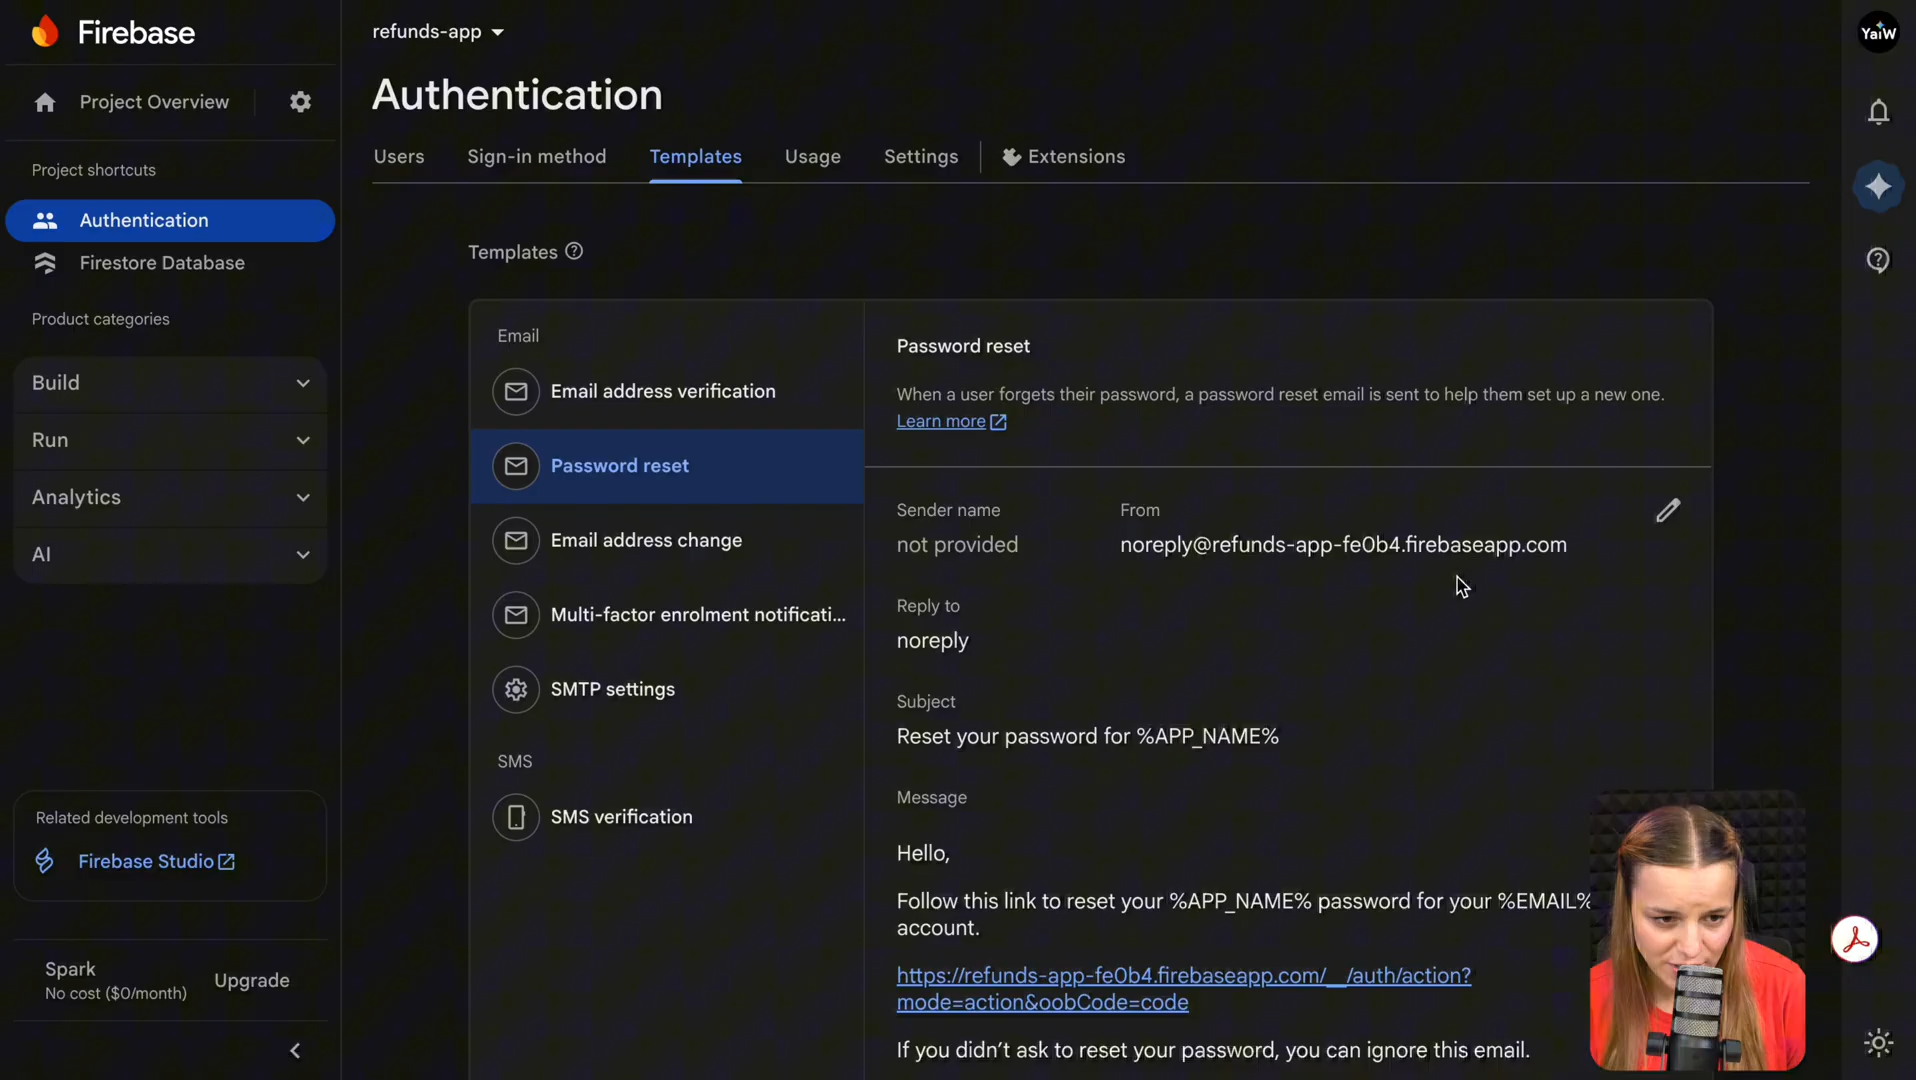 Firebase
Project Overview
Project shortcuts
Authentication
Firestore Database
Product categories
Build
Run
Analytics
AI
Related development tools
Firebase Studio
Spark
No cost ($0/month)
Upgrade
refunds-app
Authentication
Users
Sign-in method
Templates
Usage
Settings
Extensions
Templates
Email
Email address verification
Password reset
Email address change
Multi-factor enrolment notificati...
SMTP settings
SMS
SMS verification
Password reset
When a user forgets their password, a password reset email is sent to help them set up a new one.
Learn more
Sender name
not provided
From
noreply@refunds-app-fe0b4.firebaseapp.com
Reply to
noreply
Subject
Reset your password for %APP_NAME%
Message
Hello,
Follow this link to reset your %APP_NAME% password for your %EMAIL%
account.
https://refunds-app-fe0b4.firebaseapp.com/__/auth/action?
mode=action&oobCode=code
If you didn't ask to reset your password, you can ignore this email.
YaiW